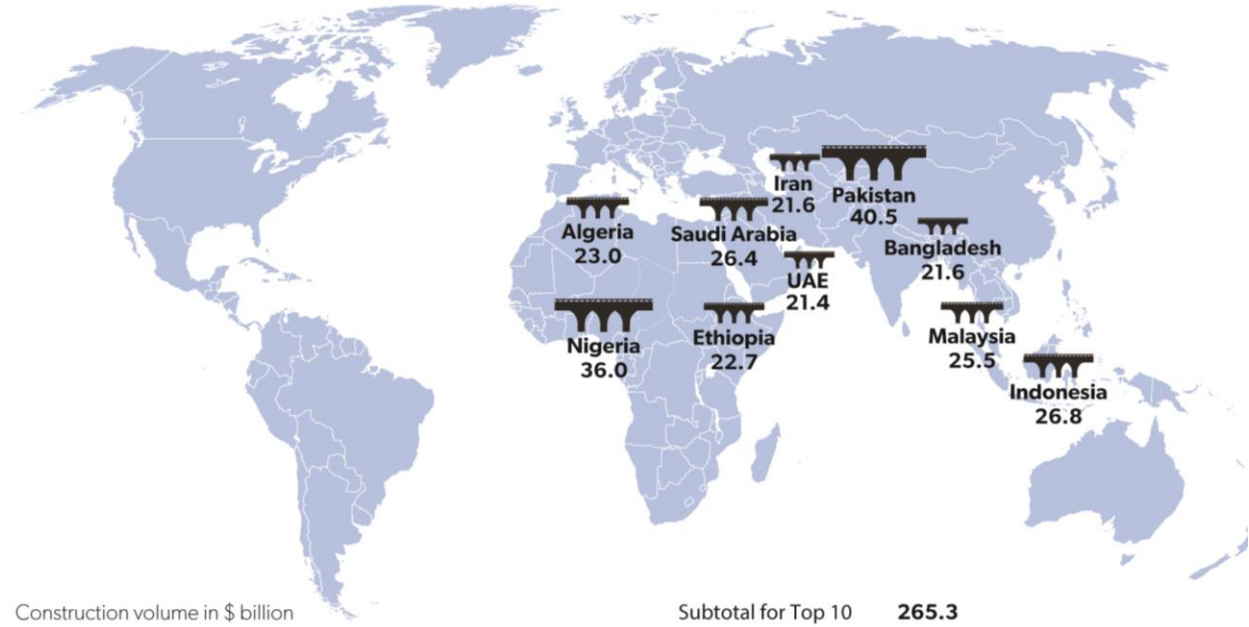 Iran
21.6
Pakistan
40.5
Algeria
23.0
Saudi Arabia
26.4
Bangladesh
21.6
UAE
21.4
Nigeria
36.0
Ethiopia
22.7
Malaysia
25.5
Indonesia
26.8
Construction volume in $ billion
Subtotal for Top 10 265.3